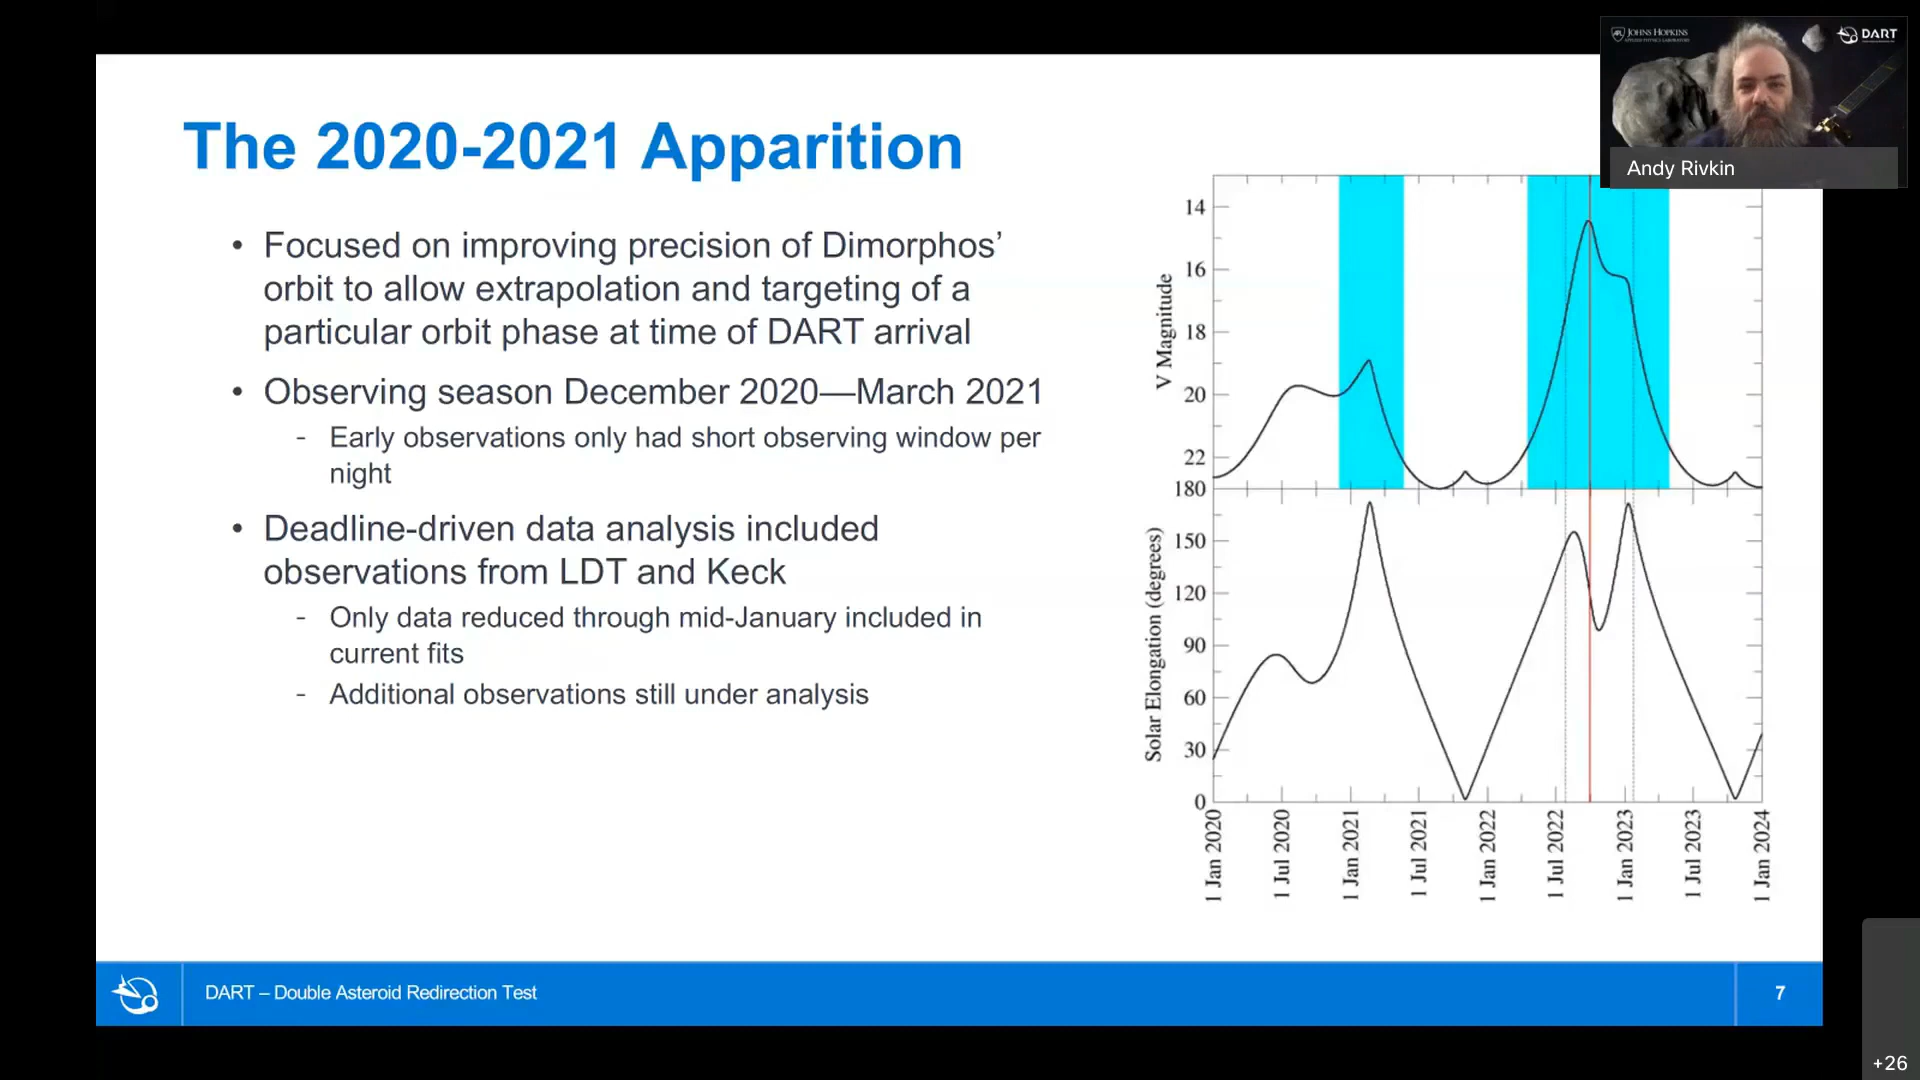 JOHNS HOPKINS
APPLIED PHYSICS LABORATORY
DART
Andy Rivkin
The 2020-2021 Apparition
• Focused on improving precision of Dimorphos’
orbit to allow extrapolation and targeting of a
particular orbit phase at time of DART arrival
• Observing season December 2020—March 2021
- Early observations only had short observing window per
night
• Deadline-driven data analysis included
observations from LDT and Keck
- Only data reduced through mid-January included in
current fits
- Additional observations still under analysis
V Magnitude
14
16
18
20
22
Solar Elongation (degrees)
180
150
120
90
60
30
0
1 Jan 2020
1 Jul 2020
1 Jan 2021
1 Jul 2021
1 Jan 2022
1 Jul 2022
1 Jan 2023
1 Jul 2023
1 Jan 2024
DART – Double Asteroid Redirection Test
7
+26